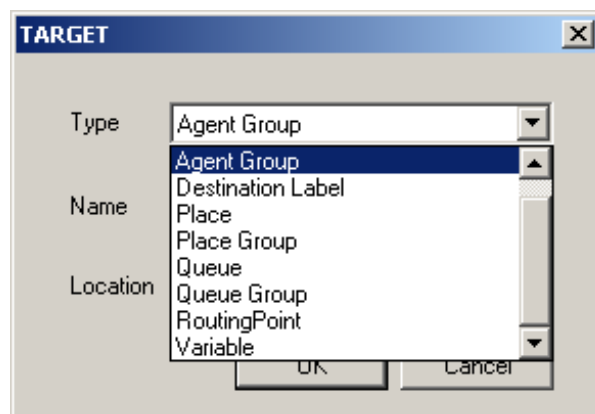 TARGET
Type
Agent Group
Agent Group
Destination Label
Name
Place
Place Group
Queue
Location
Queue Group
RoutingPoint
Variable
OK Cancel